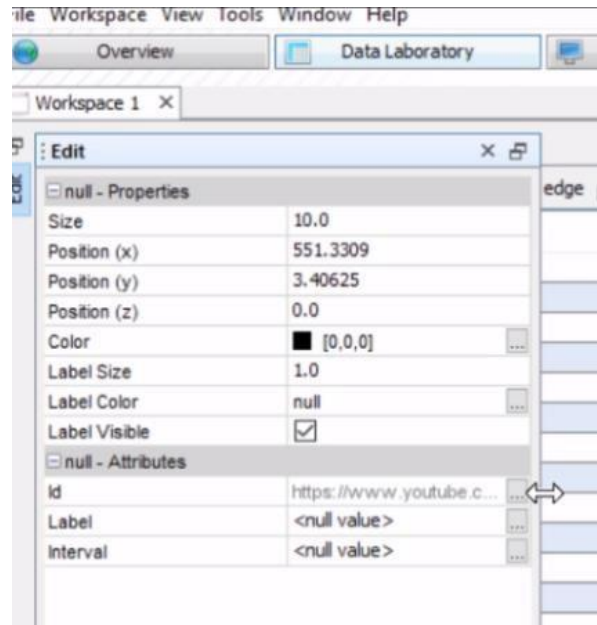 ile Workspace View Tools Window Help
Overview Data Laboratory
Workspace 1
Edit
Edit edge
null - Properties
Size 10.0
Position (x) 551.3309
Position (y) 3.40625
Position (z) 0.0
Color [0,0,0] ...
Label Size 1.0
Label Color null ...
Label Visible
null - Attributes
Id https://www.youtube.c... ...
Label <null value> ...
Interval <null value> ...